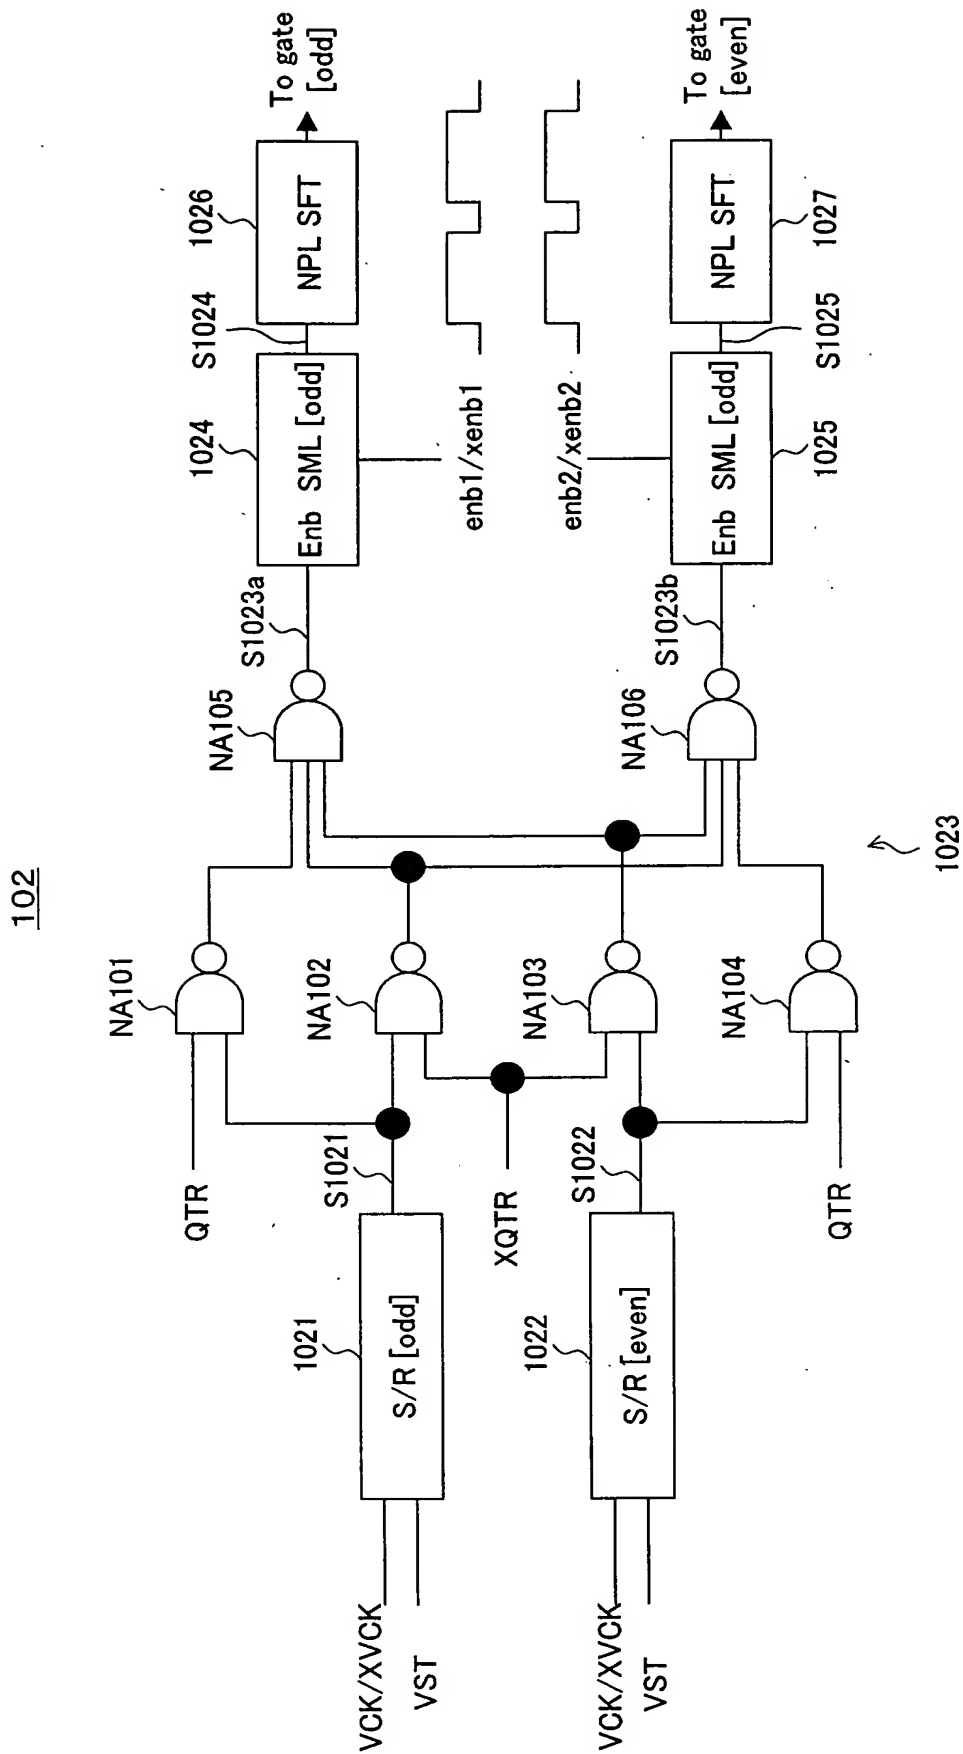 102
VCK/XVCK
VST
1021
S/R [odd]
S1021
QTR
NA101
NA102
XQTR
VCK/XVCK
VST
1022
S/R [even]
S1022
QTR
NA103
NA104
NA105
NA106
S1023a
S1023b
1023
1024
Enb SML [odd]
S1024
1026
NPL SFT
To gate
[odd]
enb1/xenb1
enb2/xenb2
Enb SML [odd]
1025
S1025
NPL SFT
1027
To gate
[even]